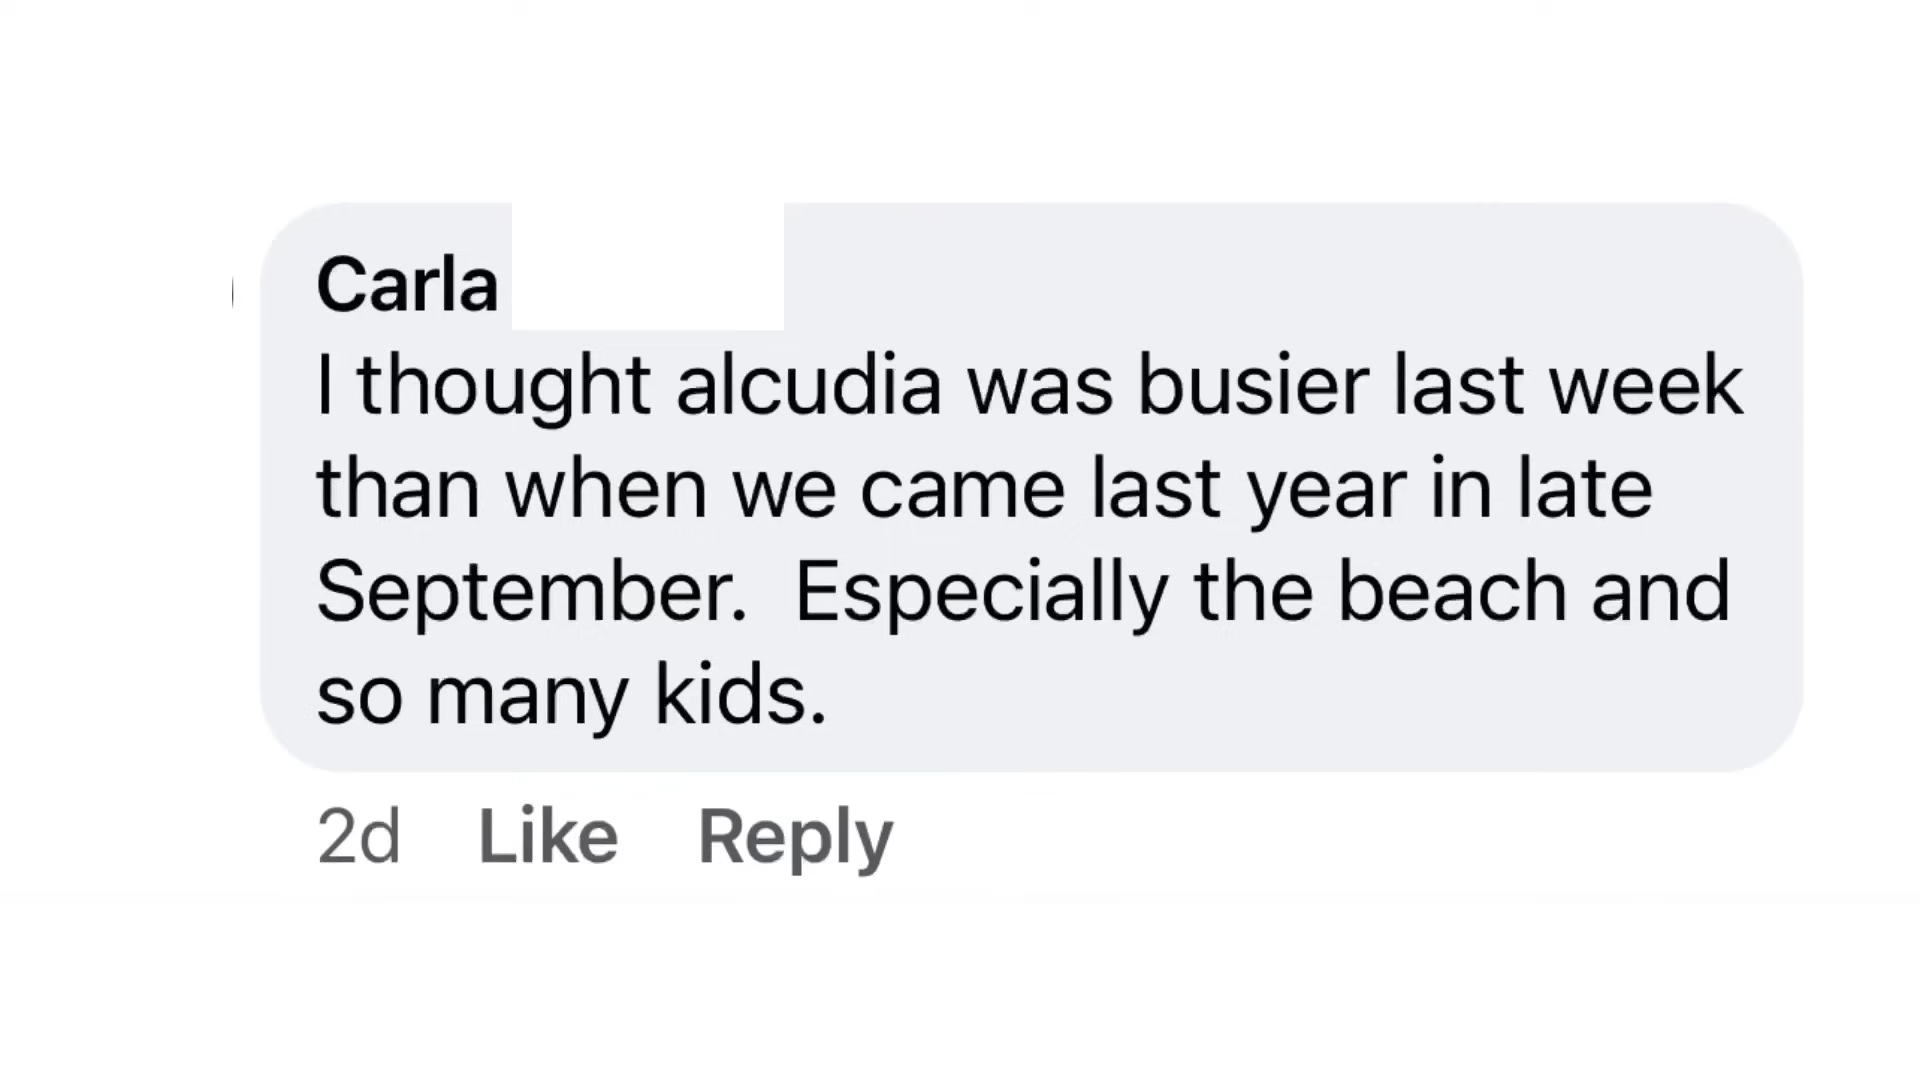 Carla
I thought alcudia was busier last week
than when we came last year in late
September.  Especially the beach and
so many kids.
2d Like Reply